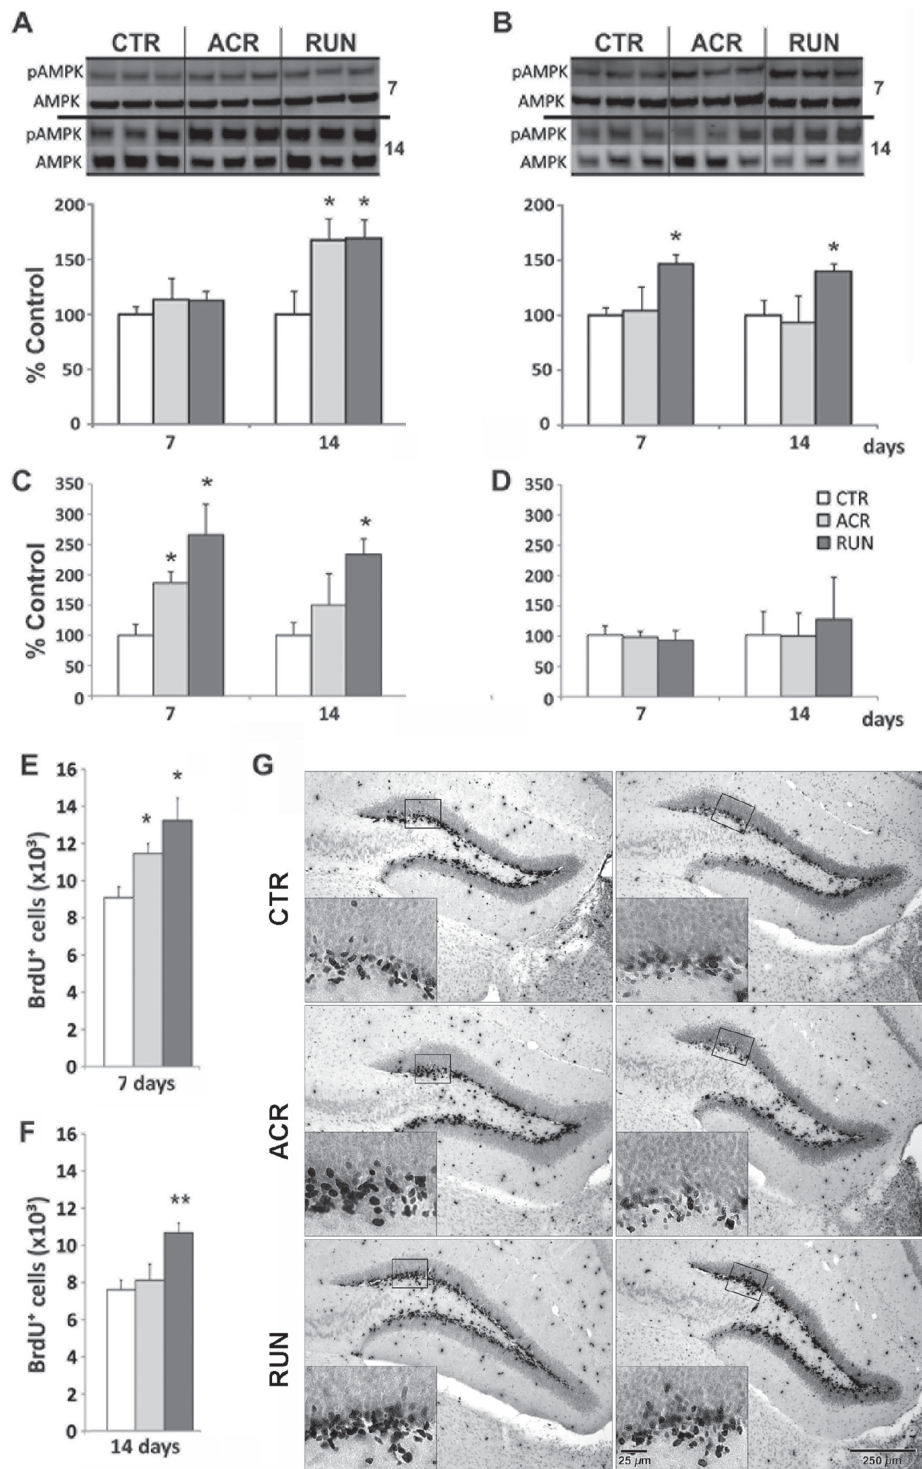 A
CTR ACR RUN
pAMPK
AMPK
7
pAMPK
AMPK
14
200
150
100
50
0
% Control
* *
7 14
B
CTR ACR RUN
pAMPK
AMPK
7
pAMPK
AMPK
14
200
150
100
50
0
* *
7 14 days
C
350
300
250
200
150
100
50
0
% Control
* * *
7 14
D
350
300
250
200
150
100
50
0
CTR
ACR
RUN
7 14 days
E
16
14
12
10
8
6
4
2
0
BrdU⁺ cells (x10³)
* *
7 days
F
16
14
12
10
8
6
4
2
0
BrdU⁺ cells (x10³)
**
14 days
G
CTR
ACR
RUN
25 µm
250 µm